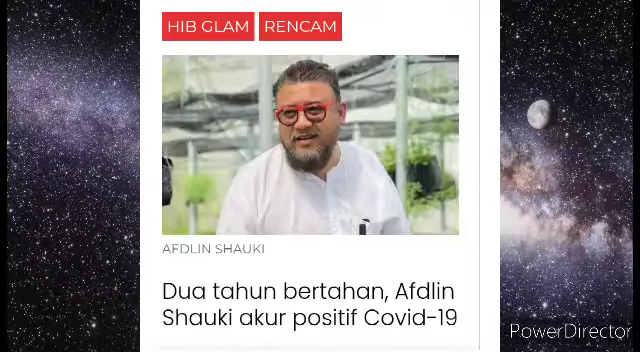 HIB GLAM RENCAM
AFDLIN SHAUKI
Dua tahun bertahan, Afdlin
Shauki akur positif Covid-19
PowerDirector